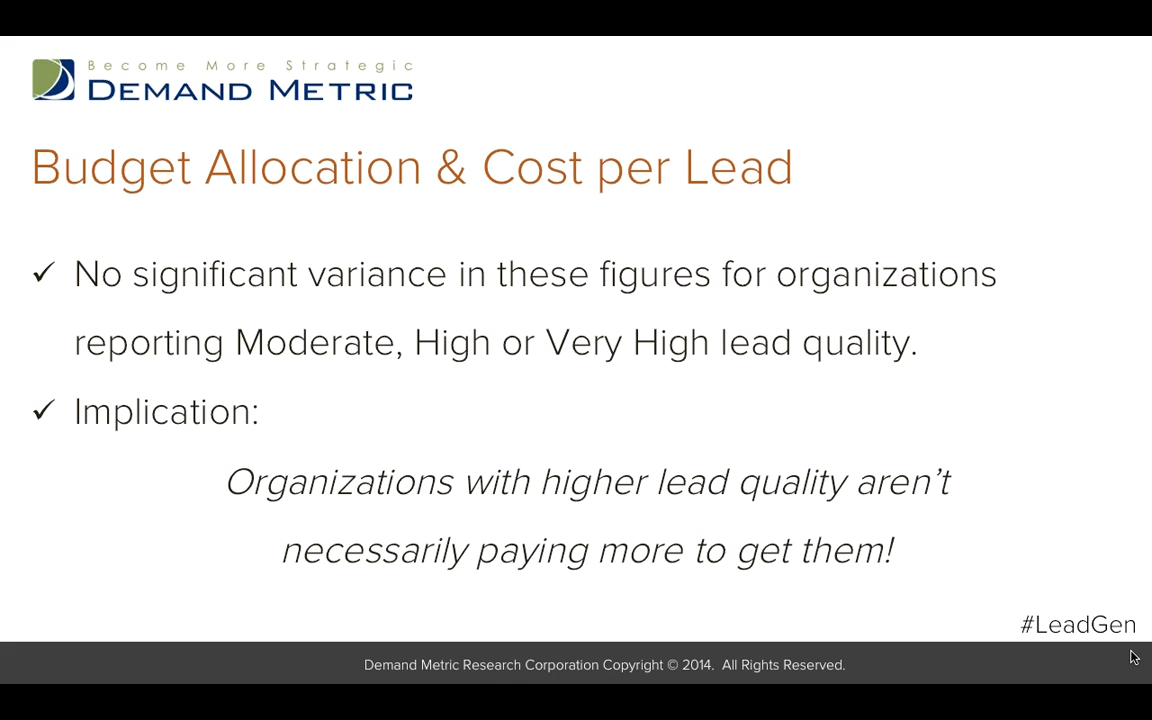 Become More Strategic
DEMAND METRIC
Budget Allocation & Cost per Lead
✓ No significant variance in these figures for organizations
reporting Moderate, High or Very High lead quality.
✓ Implication:
Organizations with higher lead quality aren’t
necessarily paying more to get them!
#LeadGen
Demand Metric Research Corporation Copyright © 2014. All Rights Reserved.